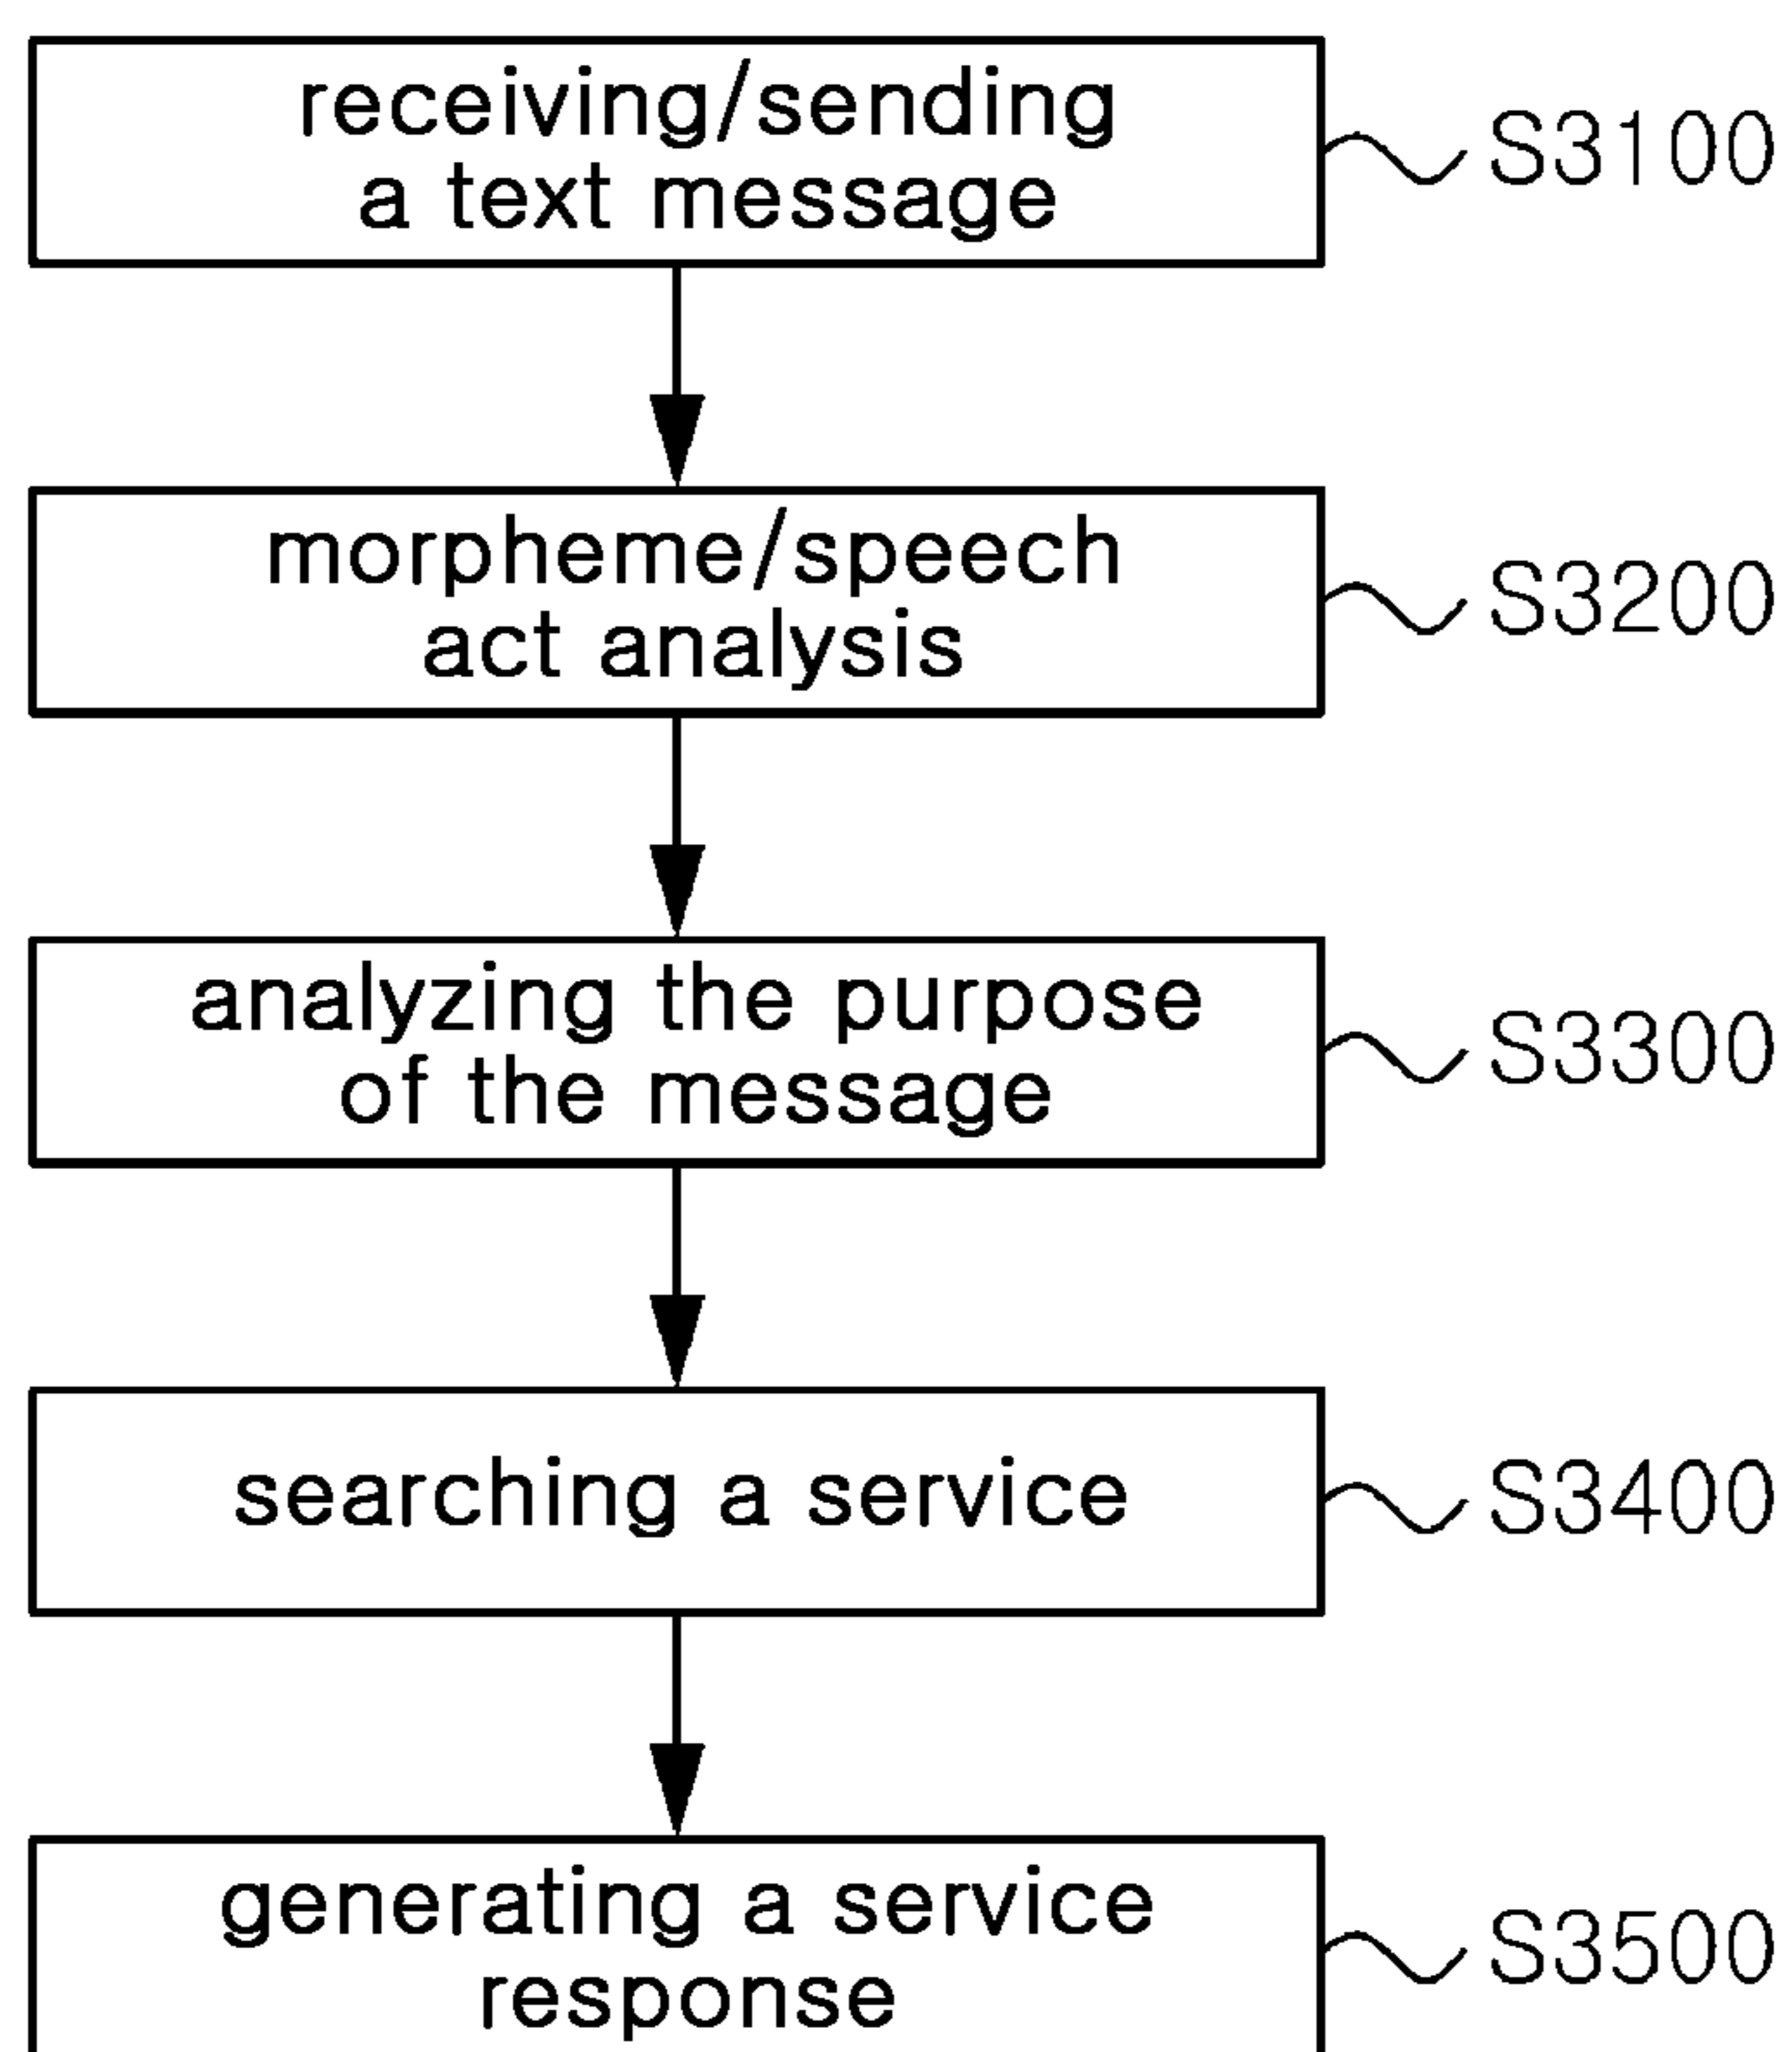 receiving/sending
a text message
S3100
morpheme/speech
act analysis
S3200
analyzing the purpose
of the message
S3300
searching a service
S3400
generating a service
response
S3500